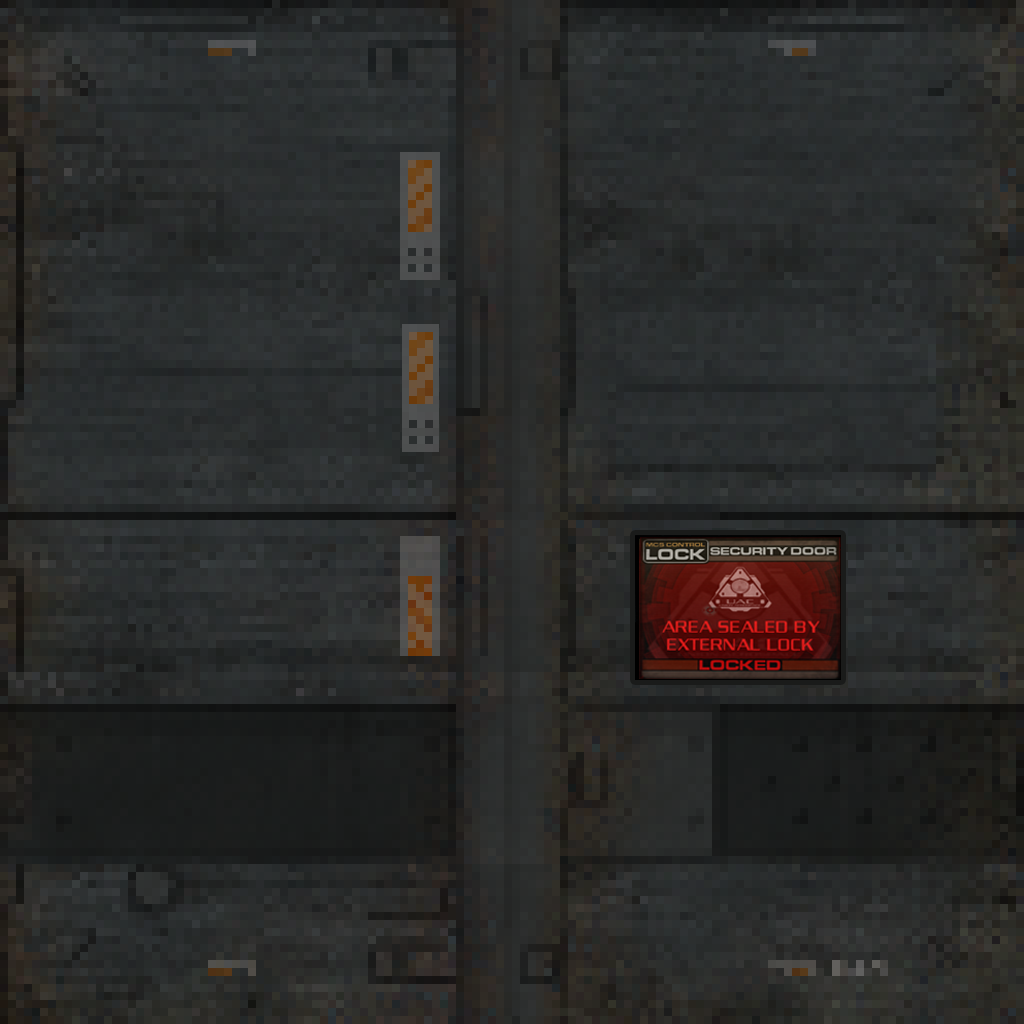 MCS CONTROL
LOCK SECURITY DOOR
UAC
AREA SEALED BY
EXTERNAL LOCK
LOCKED